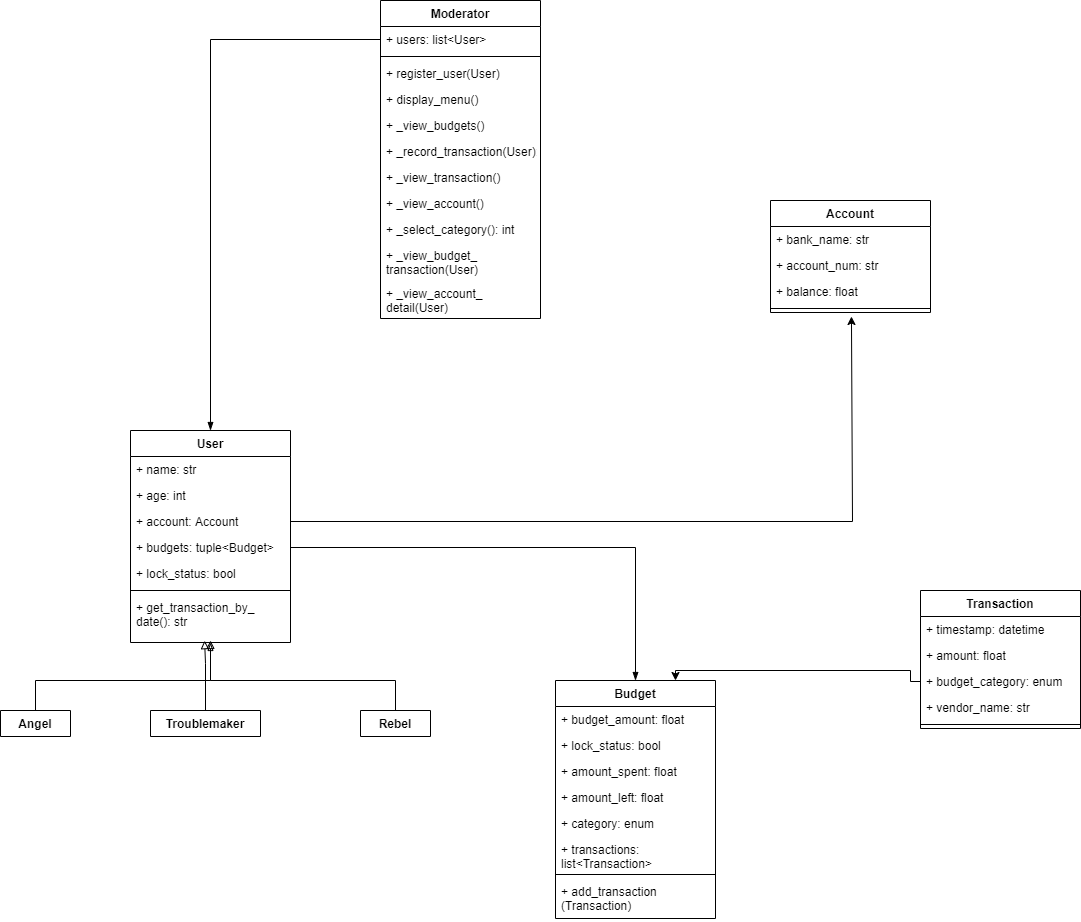 Moderator
+ users: list<User>
+ register_user(User)
+ display_menu()
+ _view_budgets()
+ _record_transaction(User)
+ _view_transaction()
+ _view_account()
+ _select_category(): int
+ _view_budget_
transaction(User)
+ _view_account_
detail(User)
Account
+ bank_name: str
+ account_num: str
+ balance: float
User
+ name: str
+ age: int
+ account: Account
+ budgets: tuple<Budget>
+ lock_status: bool
+ get_transaction_by_
date(): str
Angel
Troublemaker
Rebel
Budget
+ budget_amount: float
+ lock_status: bool
+ amount_spent: float
+ amount_left: float
+ category: enum
+ transactions:
list<Transaction>
+ add_transaction
(Transaction)
Transaction
+ timestamp: datetime
+ amount: float
+ budget_category: enum
+ vendor_name: str